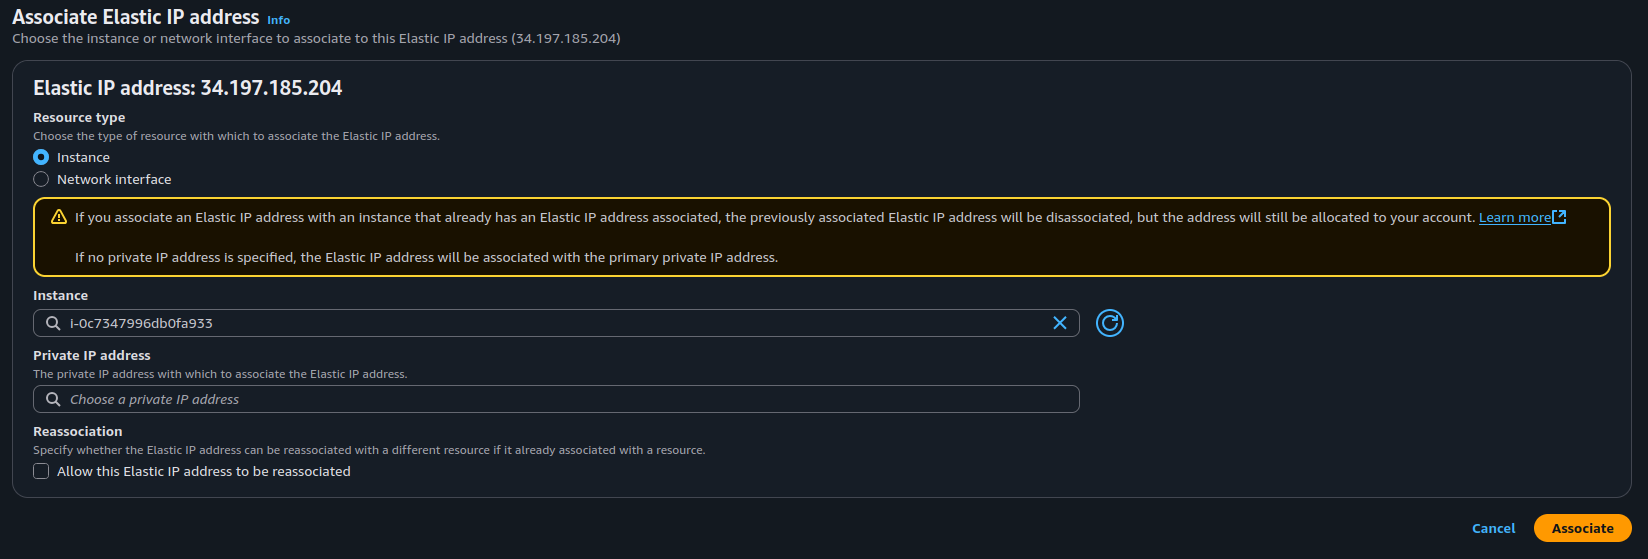 Associate Elastic IP address Info
Choose the instance or network interface to associate to this Elastic IP address (34.197.185.204)
Elastic IP address: 34.197.185.204
Resource type
Choose the type of resource with which to associate the Elastic IP address.
Instance
Network interface
If you associate an Elastic IP address with an instance that already has an Elastic IP address associated, the previously associated Elastic IP address will be disassociated, but the address will still be allocated to your account. Learn more
If no private IP address is specified, the Elastic IP address will be associated with the primary private IP address.
Instance
i-0c7347996db0fa933
Private IP address
The private IP address with which to associate the Elastic IP address.
Choose a private IP address
Reassociation
Specify whether the Elastic IP address can be reassociated with a different resource if it already associated with a resource.
Allow this Elastic IP address to be reassociated
Cancel Associate